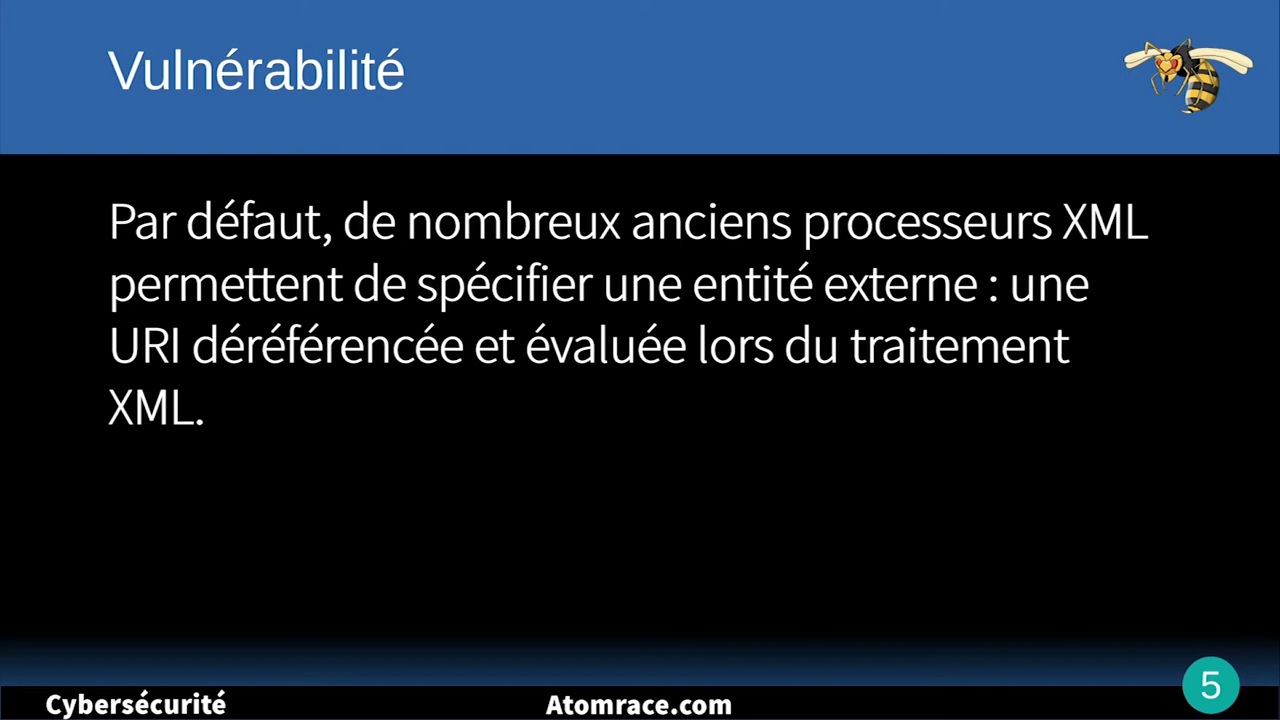 Vulnérabilité
Par défaut, de nombreux anciens processeurs XML
permettent de spécifier une entité externe : une
URI déréférencée et évaluée lors du traitement
XML.
Cybersécurité
Atomrace.com
5